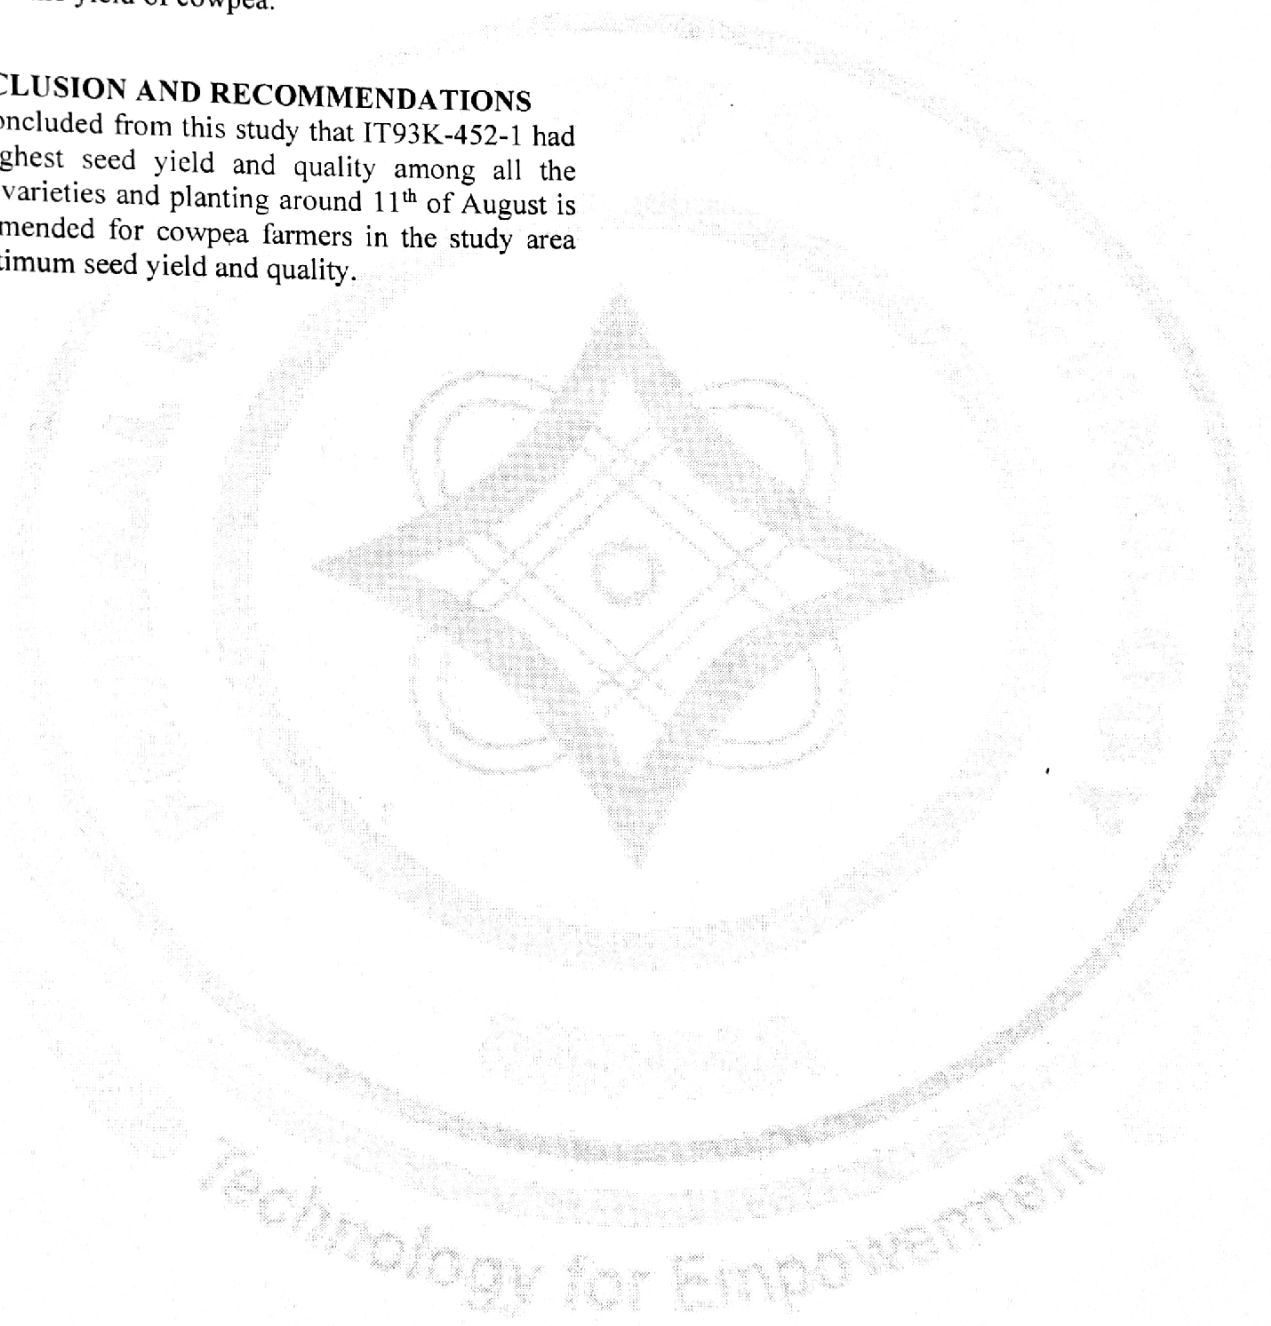 yield of cowpea.
CLUSION AND RECOMMENDATIONS
oncluded from this study that IT93K-452-1 had
ghest seed yield and quality among all the
varieties and planting around 11th of August is
mended for cowpea farmers in the study area
timum seed yield and quality.
Technology for Empowerment